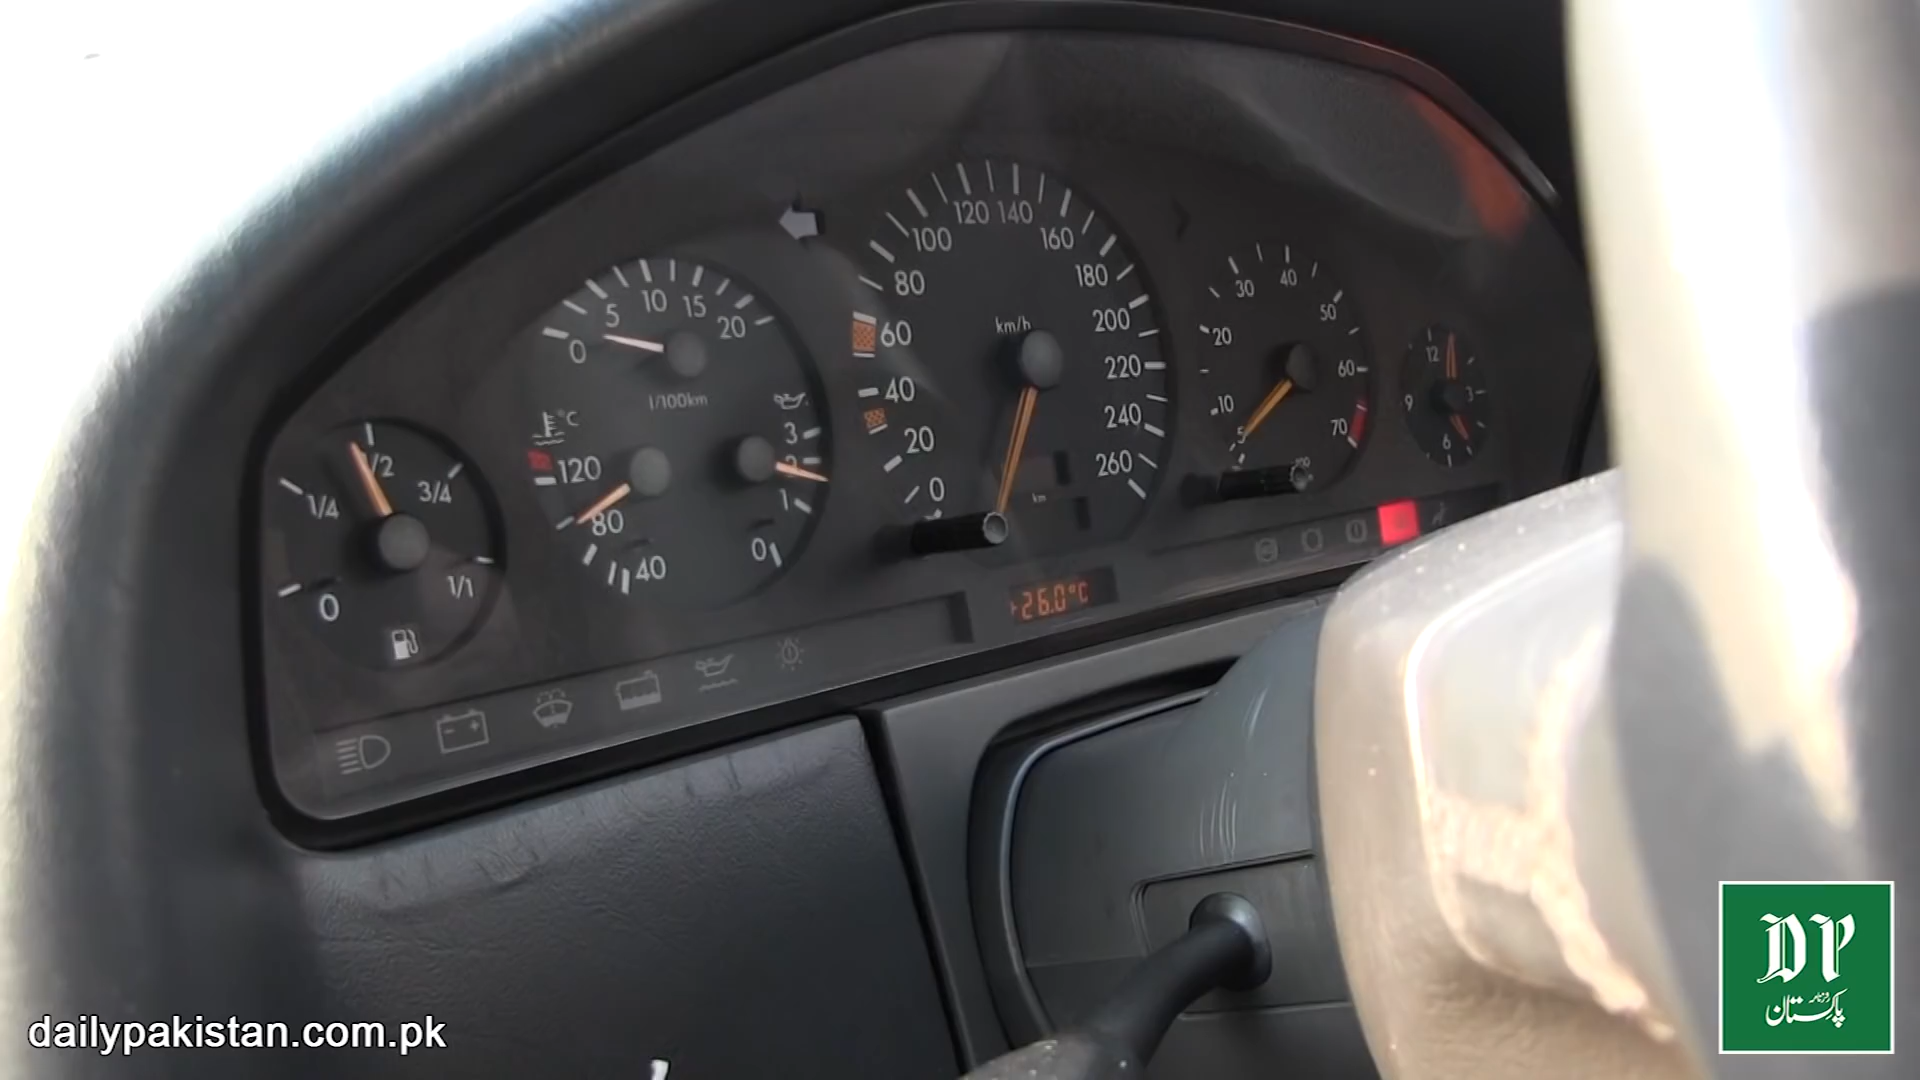 0 1/4 1/2 3/4 1/1
0 5 10 15 20
l/100km
°C
120 80 40
3 2 1 0
0 20 40 60 80 100 120 140 160 180 200 220 240 260
km/h
km
5 10 20 30 40 50 60 70
12 3 6 9
+26.0°C
dailypakistan.com.pk
DP
روزنامہ
پاکستان